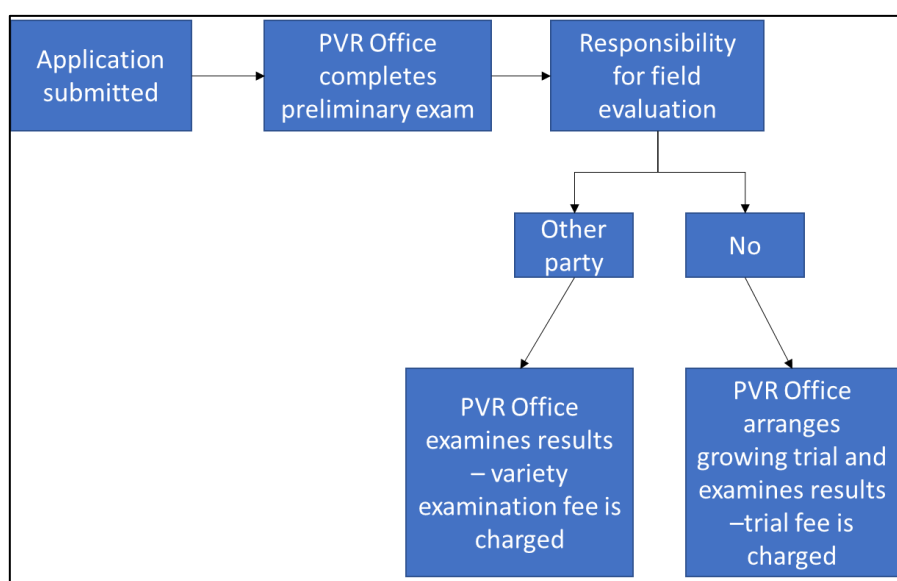 Application
submitted
PVR Office
completes
preliminary exam
Responsibility
for field
evaluation
Other
party
No
PVR Office
examines results
– variety
examination fee is
charged
PVR Office
arranges
growing trial and
examines results
–trial fee is
charged